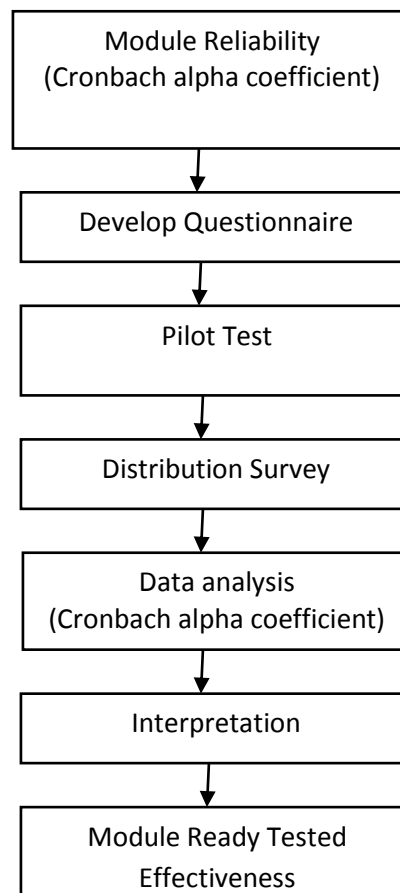 Module Reliability
(Cronbach alpha coefficient)
Develop Questionnaire
Pilot Test
Distribution Survey
Data analysis
(Cronbach alpha coefficient)
Interpretation
Module Ready Tested
Effectiveness